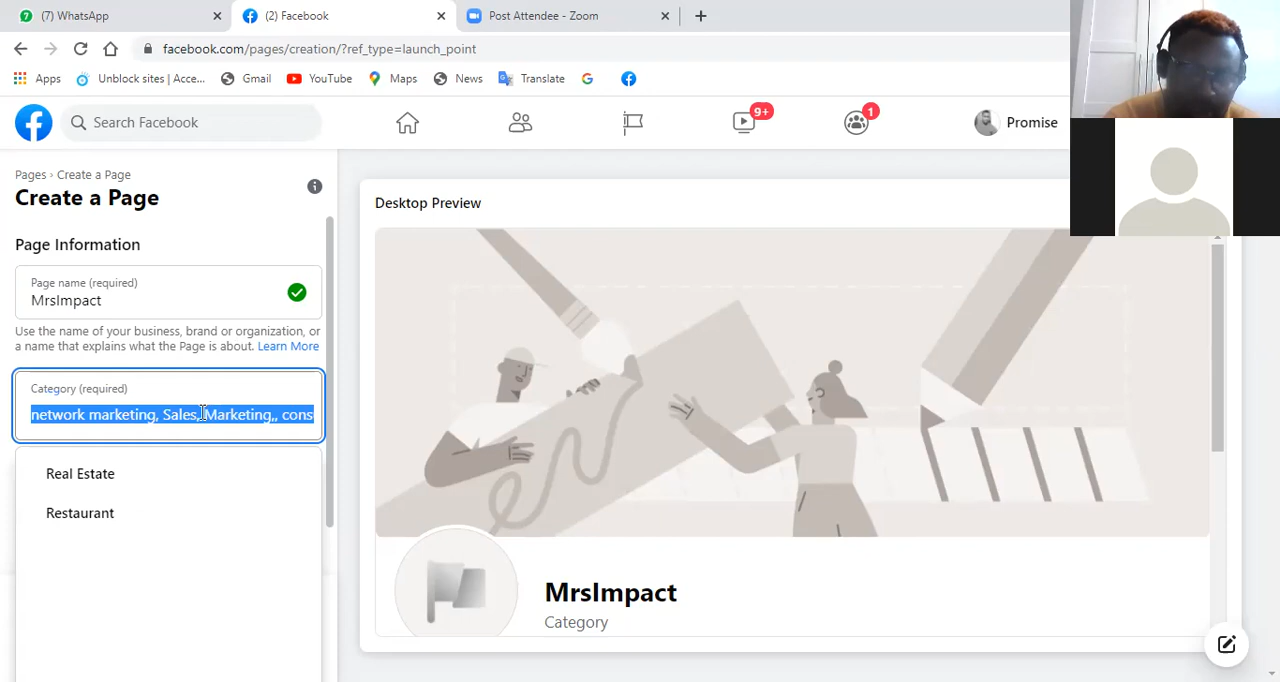 (7) WhatsApp
(2) Facebook
Post Attendee - Zoom
facebook.com/pages/creation/?ref_type=launch_point
Apps
Unblock sites | Acce...
Gmail
YouTube
Maps
News
Translate
Search Facebook
9+
1
Promise
Pages › Create a Page
Create a Page
Page Information
Page name (required)
MrsImpact
Use the name of your business, brand or organization, or
a name that explains what the Page is about. Learn More
Category (required)
network marketing, Sales, Marketing,, cons
Real Estate
Restaurant
Desktop Preview
MrsImpact
Category